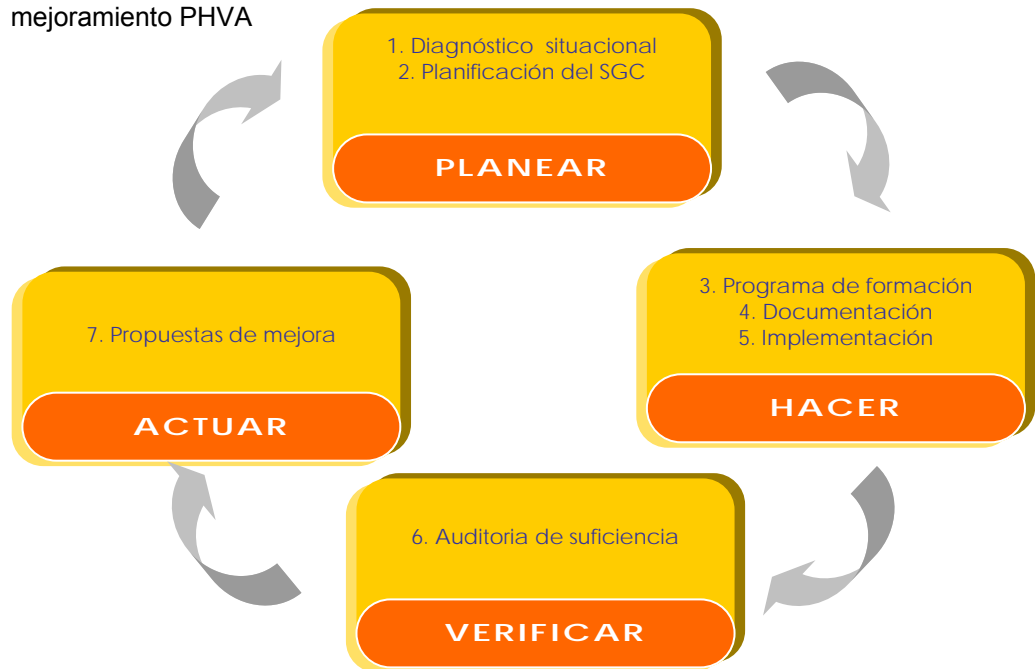 mejoramiento PHVA
1. Diagnóstico situacional
2. Planificación del SGC
PLANEAR
3. Programa de formación
4. Documentación
5. Implementación
HACER
6. Auditoria de suficiencia
VERIFICAR
7. Propuestas de mejora
ACTUAR